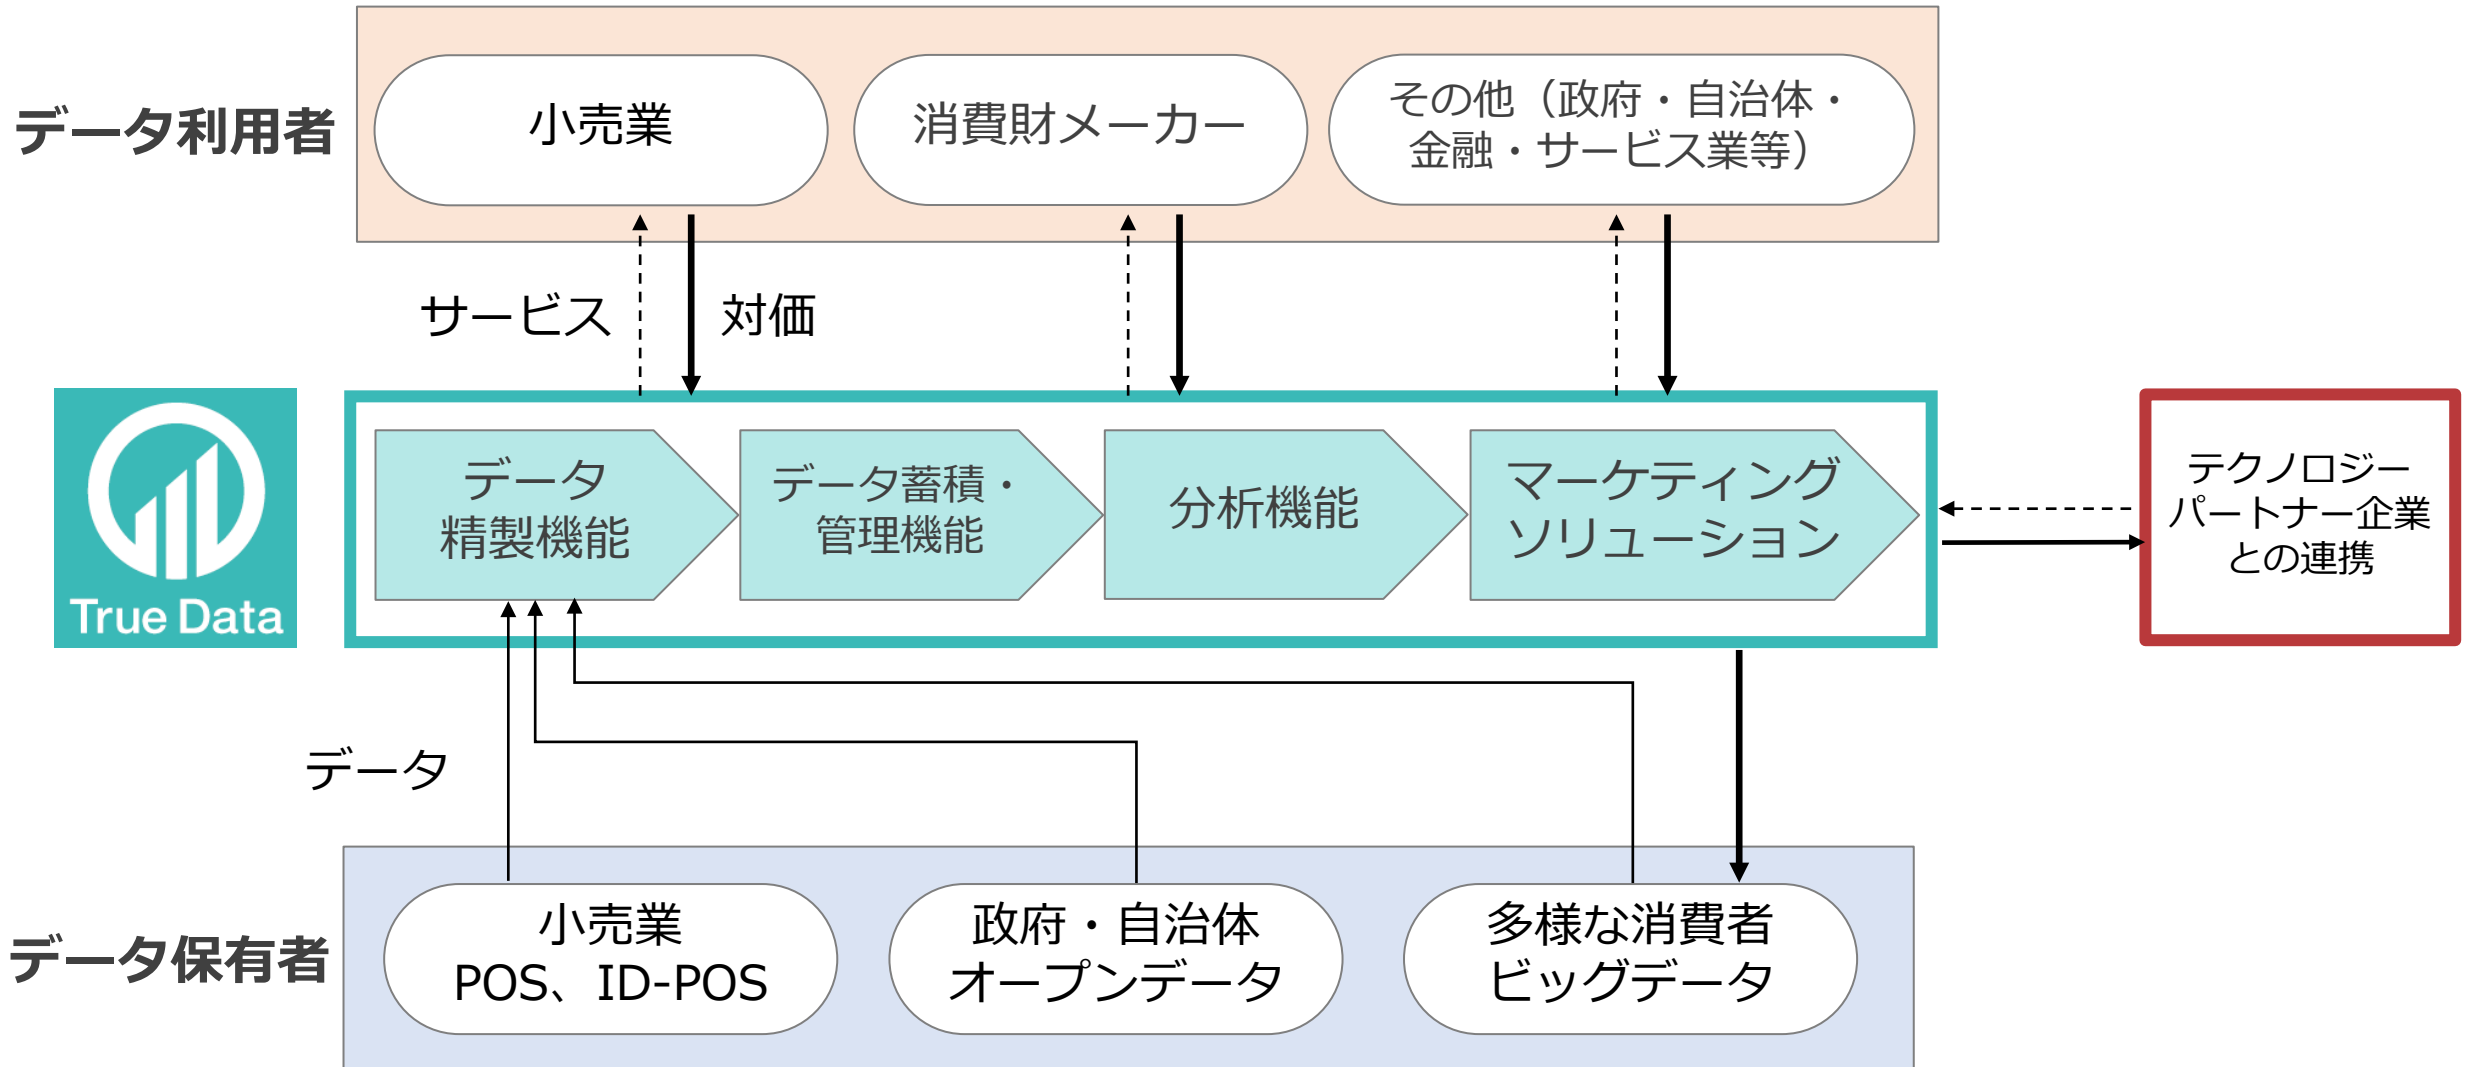 データ利用者
小売業
消費財メーカー
その他（政府・自治体・
金融・サービス業等）
サービス
対価
True Data
データ
精製機能
データ蓄積・
管理機能
分析機能
マーケティング
ソリューション
テクノロジー
パートナー企業
との連携
データ
データ保有者
小売業
POS、ID-POS
政府・自治体
オープンデータ
多様な消費者
ビッグデータ